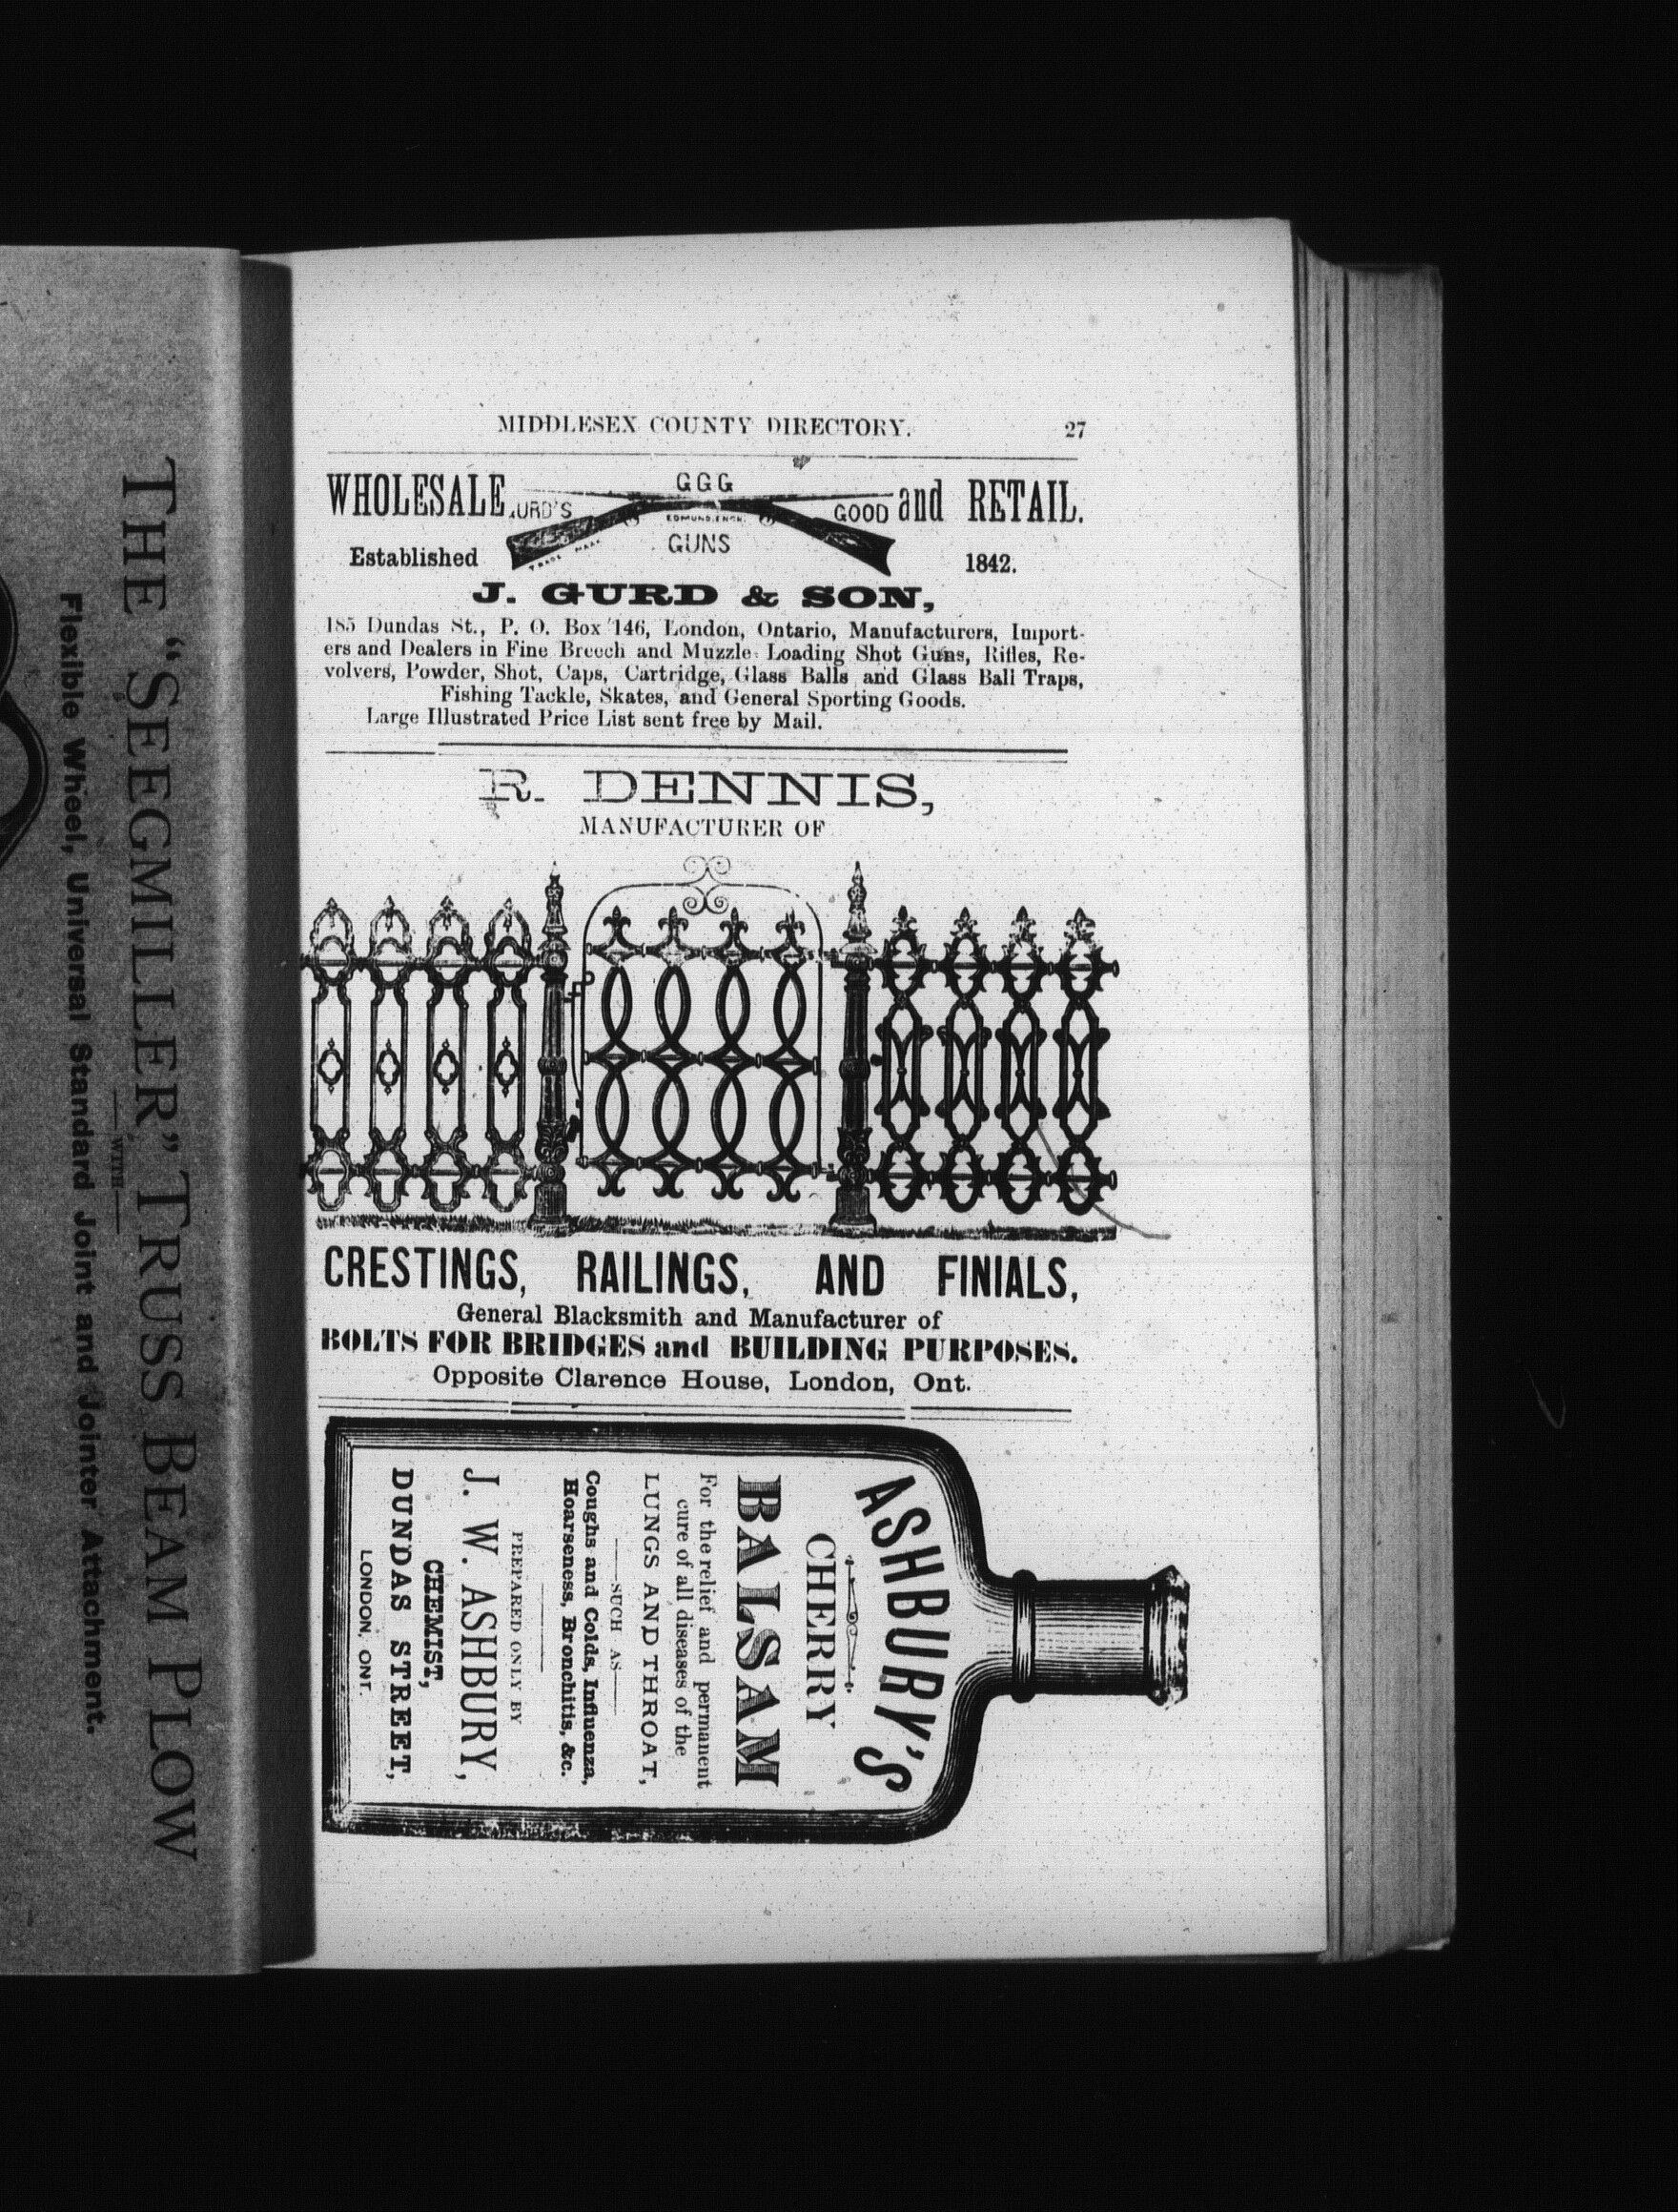 THE "SEGMILLER" TRUSS BEAM PLOW
WITH
Flexible Wheel, Universal Standard Joint and Jointer Attachment.
MIDDLESEX COUNTY DIRECTORY. 27
WHOLESALE and RETAIL.
GGG
URD'S GOOD
EDMUND.ENGR.
GUNS
TRADE MARK
Established 1842.
J. GURD & SON,
185 Dundas St., P. O. Box 146, London, Ontario, Manufacturers, Import-
ers and Dealers in Fine Breech and Muzzle Loading Shot Guns, Rifles, Re-
volvers, Powder, Shot, Caps, Cartridge, Glass Balls and Glass Ball Traps,
Fishing Tackle, Skates, and General Sporting Goods.
Large Illustrated Price List sent free by Mail.
R. DENNIS,
MANUFACTURER OF
CRESTINGS, RAILINGS, AND FINIALS,
General Blacksmith and Manufacturer of
BOLTS FOR BRIDGES and BUILDING PURPOSES.
Opposite Clarence House, London, Ont.
ASHBURY'S
CHERRY
BALSAM
For the relief and permanent
cure of all diseases of the
LUNGS AND THROAT,
SUCH AS
Coughs and Colds, Influenza,
Hoarseness, Bronchitis, &c.
PREPARED ONLY BY
J. W. ASHBURY,
CHEMIST,
DUNDAS STREET,
LONDON, ONT.